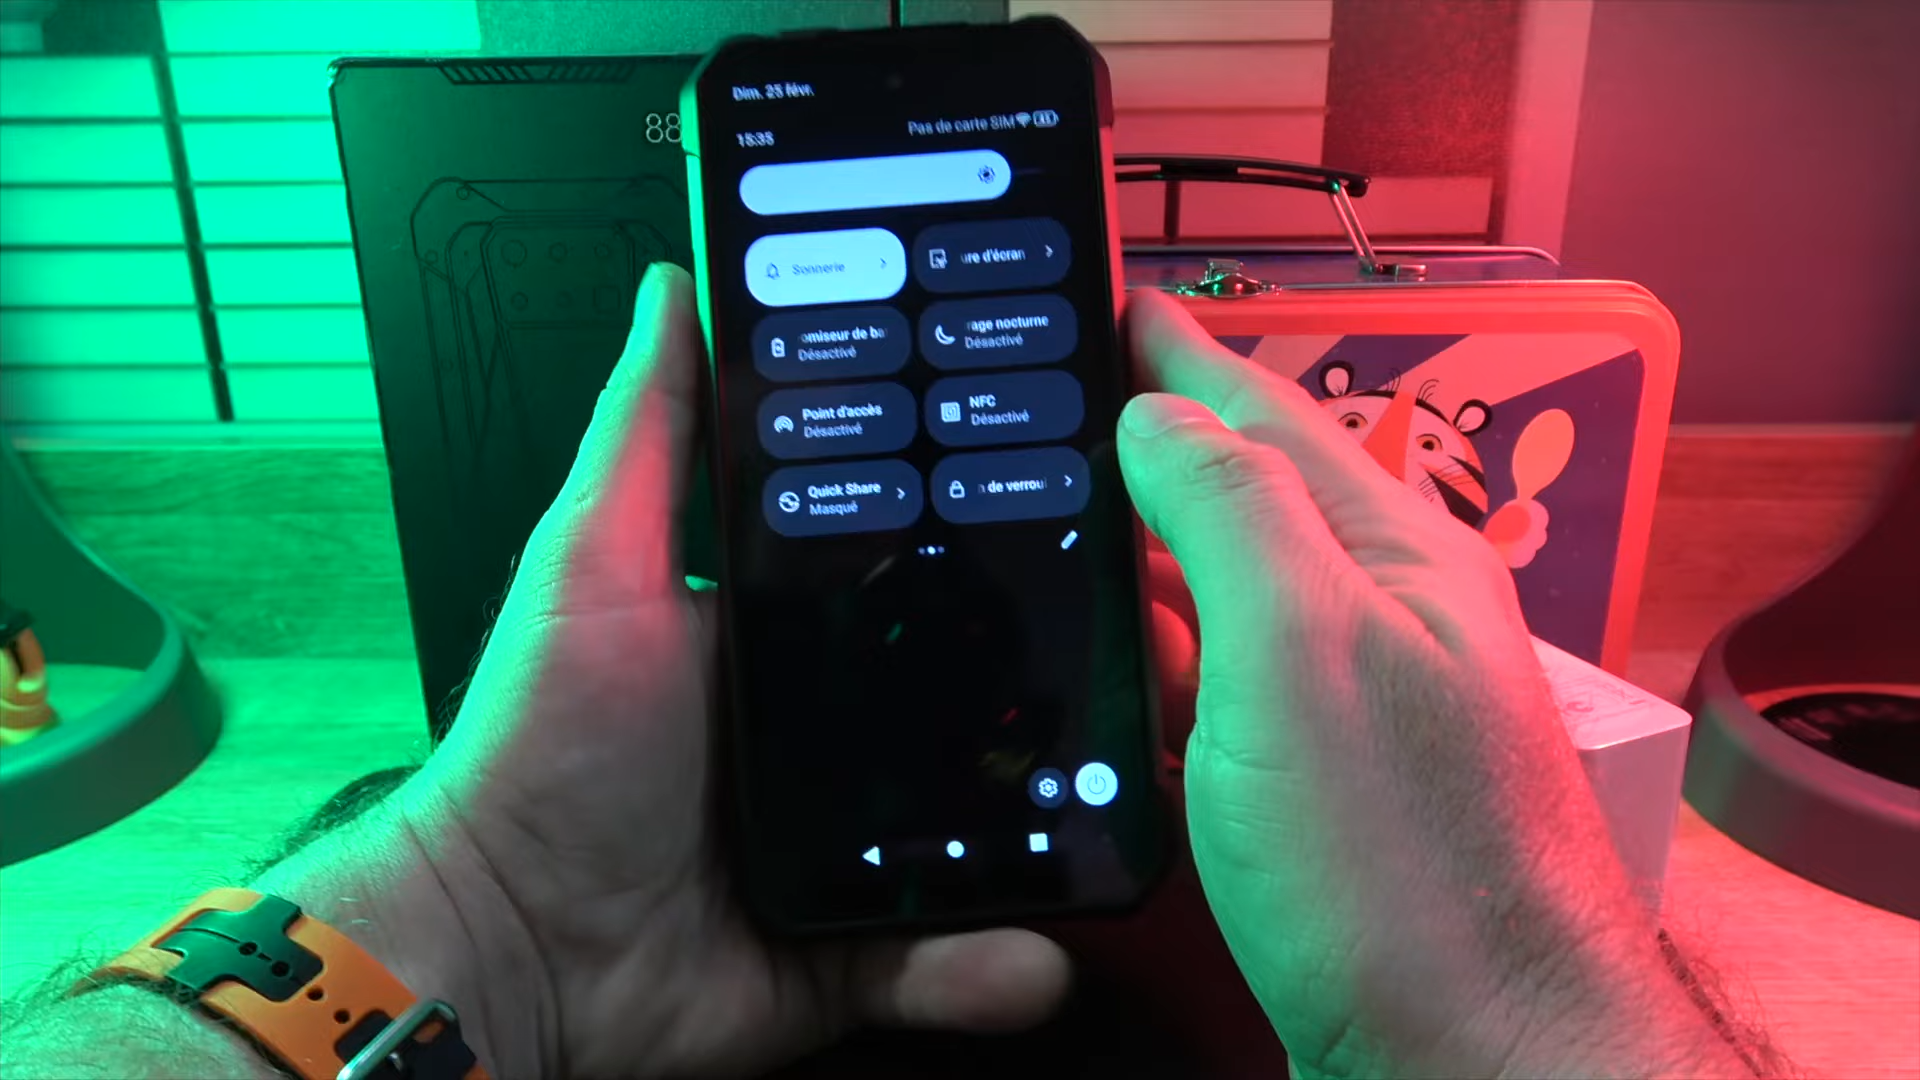 Dim. 25 févr.
15:35
Pas de carte SIM
88
Sonnerie
ure d'écran
omiseur de ba
Désactivé
rage nocturne
Désactivé
Point d'accès
Désactivé
NFC
Désactivé
Quick Share
Masqué
n de verroui